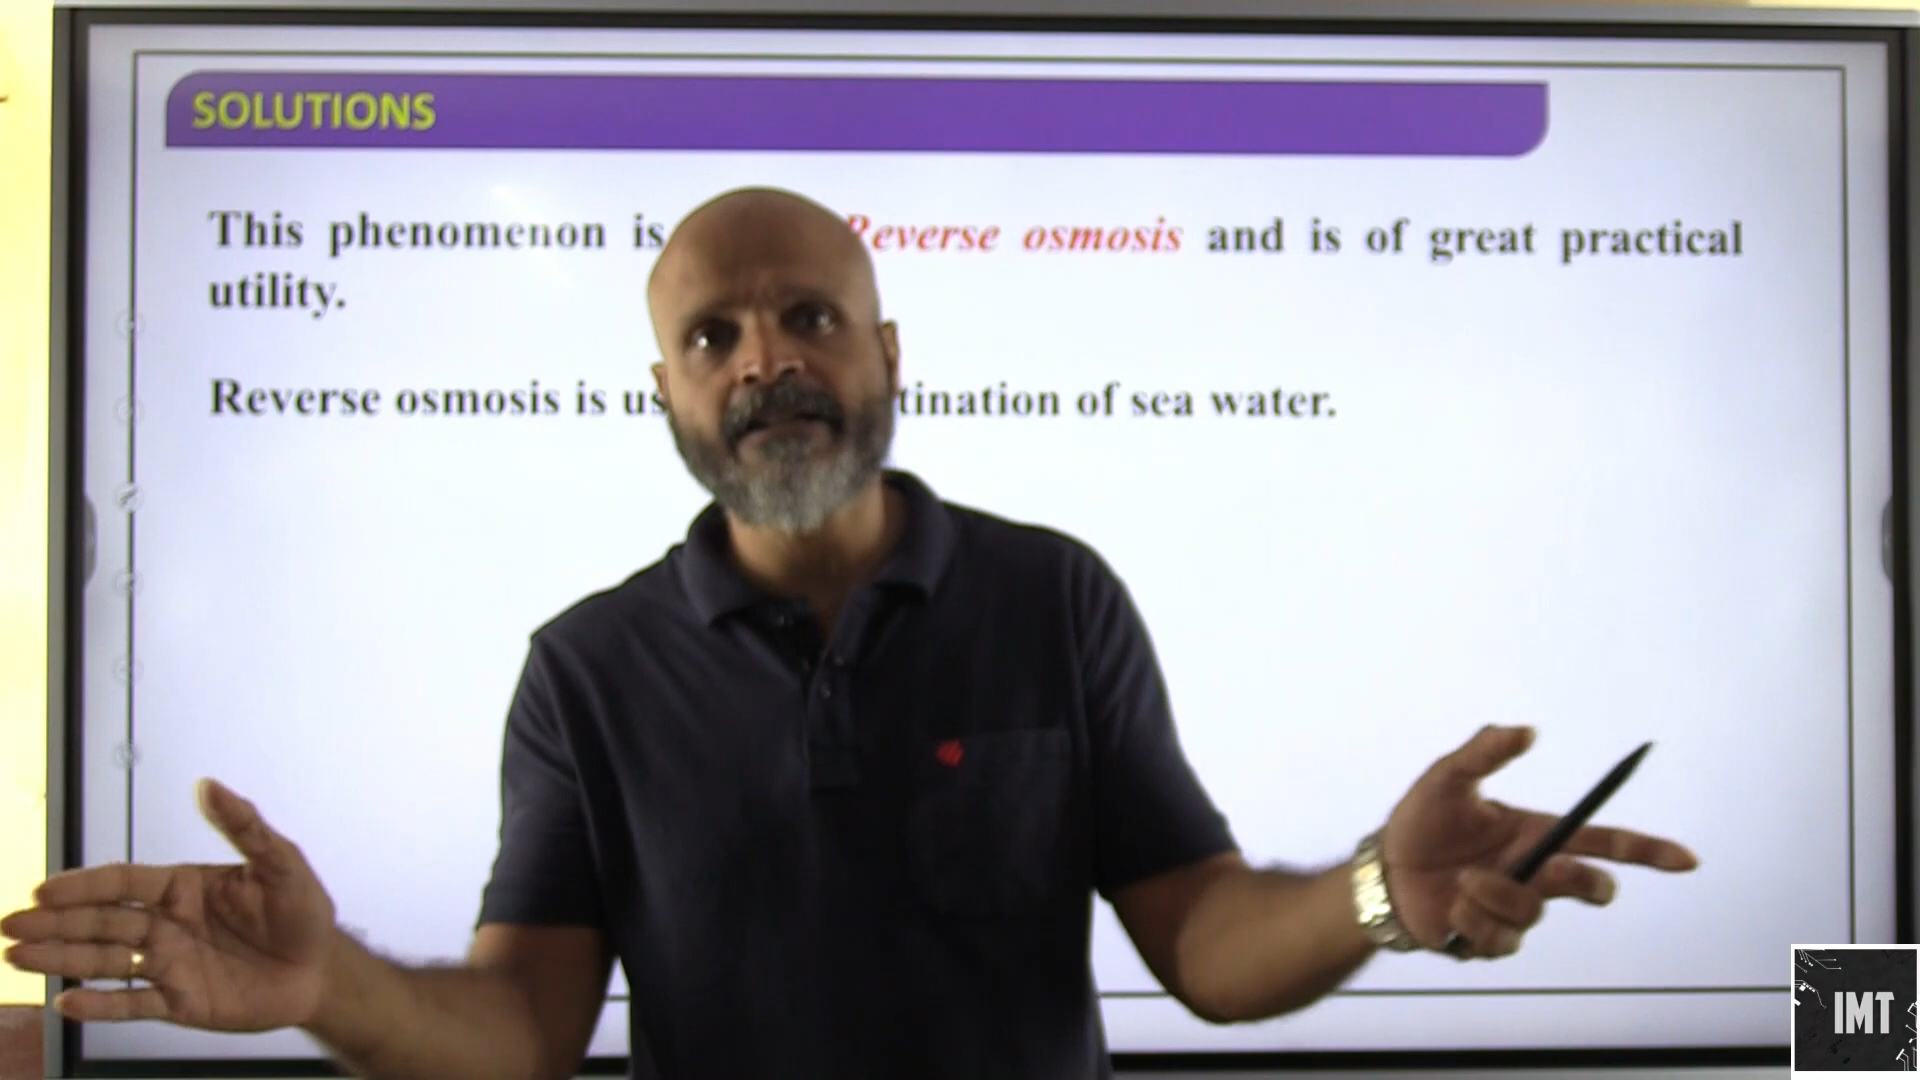 SOLUTIONS
This phenomenon is Reverse osmosis and is of great practical
utility.
Reverse osmosis is us tination of sea water.
IMT